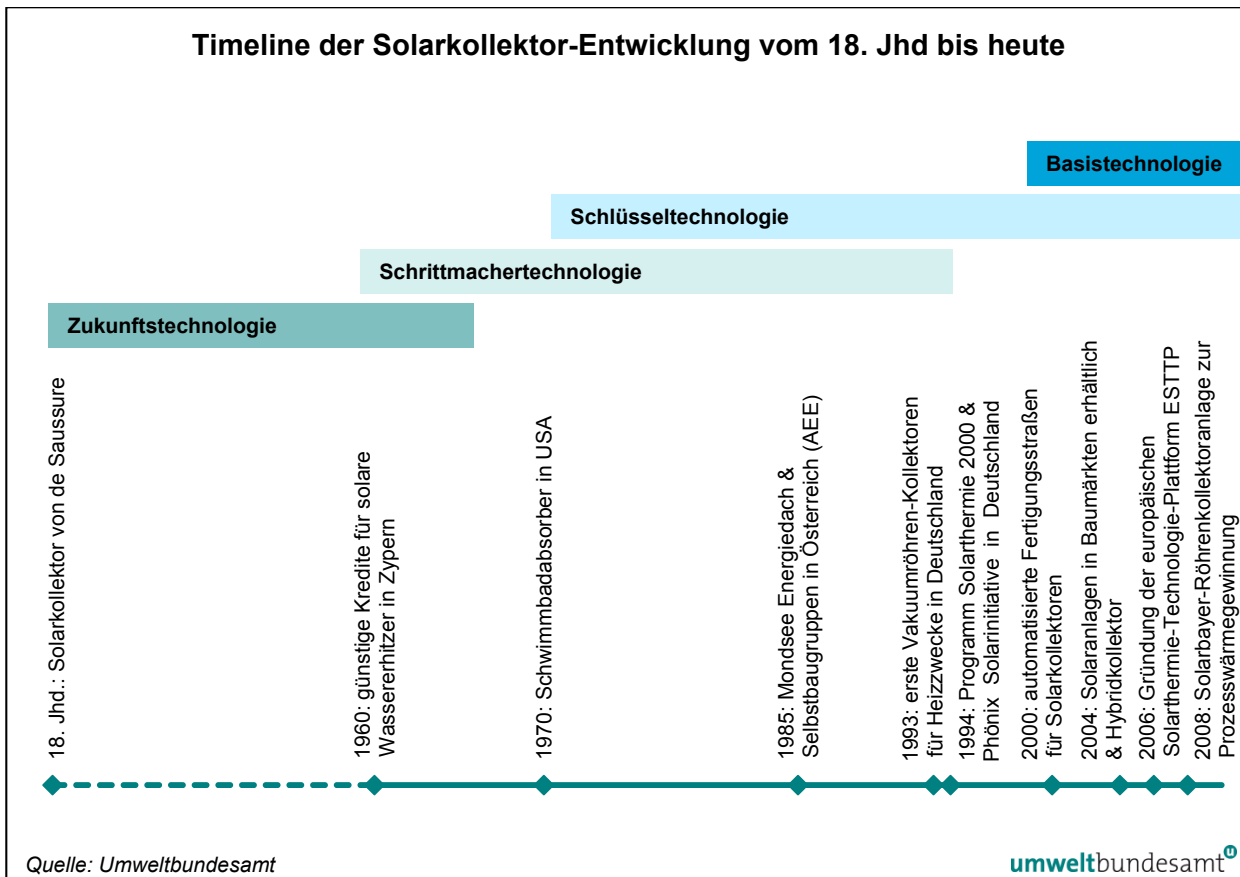 Timeline der Solarkollektor-Entwicklung vom 18. Jhd bis heute
Basistechnologie
Schlüsseltechnologie
Schrittmachertechnologie
Zukunftstechnologie
18. Jhd.: Solarkollektor von de Saussure
1960: günstige Kredite für solare
Wassererhitzer in Zypern
1970: Schwimmbadabsorber in USA
1985: Mondsee Energiedach &
Selbstbaugruppen in Österreich (AEE)
1993: erste Vakuumröhren-Kollektoren
für Heizzwecke in Deutschland
1994: Programm Solarthermie 2000 &
Phönix Solarinitiative in Deutschland
2000: automatisierte Fertigungsstraßen
für Solarkollektoren
2004: Solaranlagen in Baumärkten erhältlich
& Hybridkollektor
2006: Gründung der europäischen
Solarthermie-Technologie-Plattform ESTTP
2008: Solarbayer-Röhrenkollektoranlage zur
Prozesswärmegewinnung
Quelle: Umweltbundesamt
umweltbundesamt